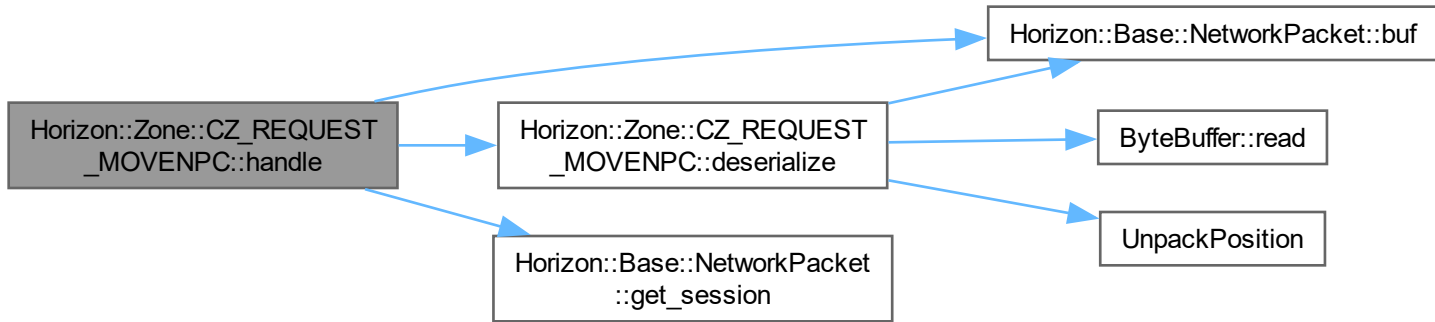 Horizon::Zone::CZ_REQUEST
_MOVENPC::handle
Horizon::Base::NetworkPacket::buf
Horizon::Zone::CZ_REQUEST
_MOVENPC::deserialize
ByteBuffer::read
UnpackPosition
Horizon::Base::NetworkPacket
::get_session